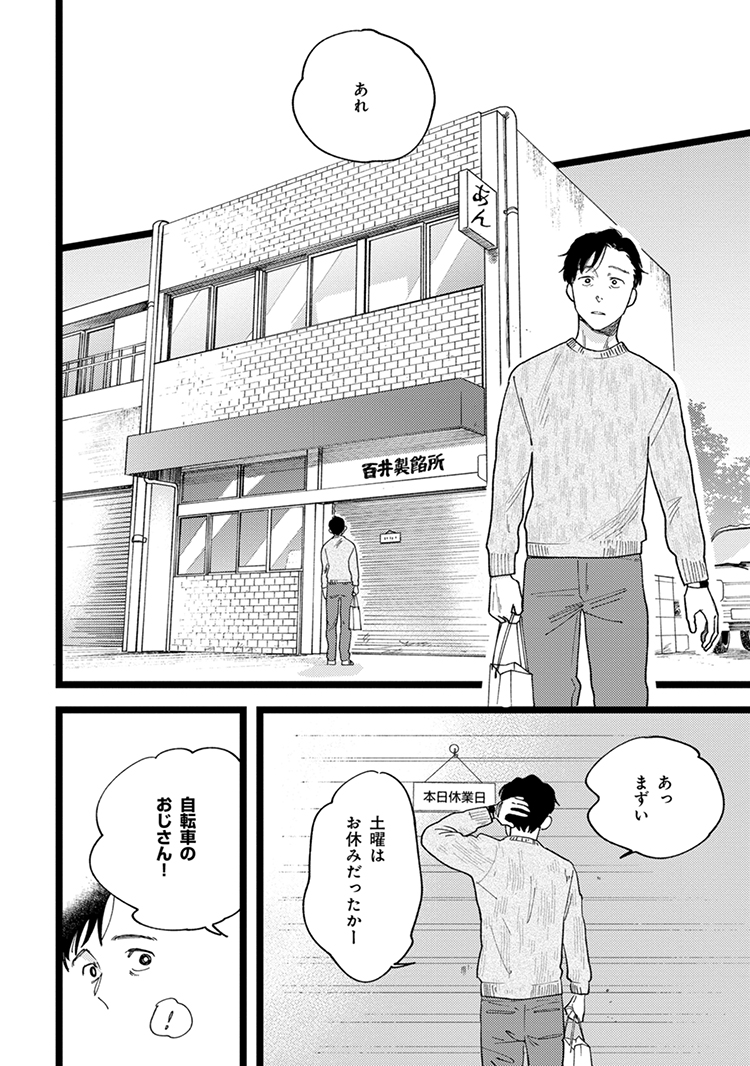 あれ
あん
百井製餡所
あっ
まずい
本日休業日
土曜は
お休みだったかー
自転車の
おじさん!
!